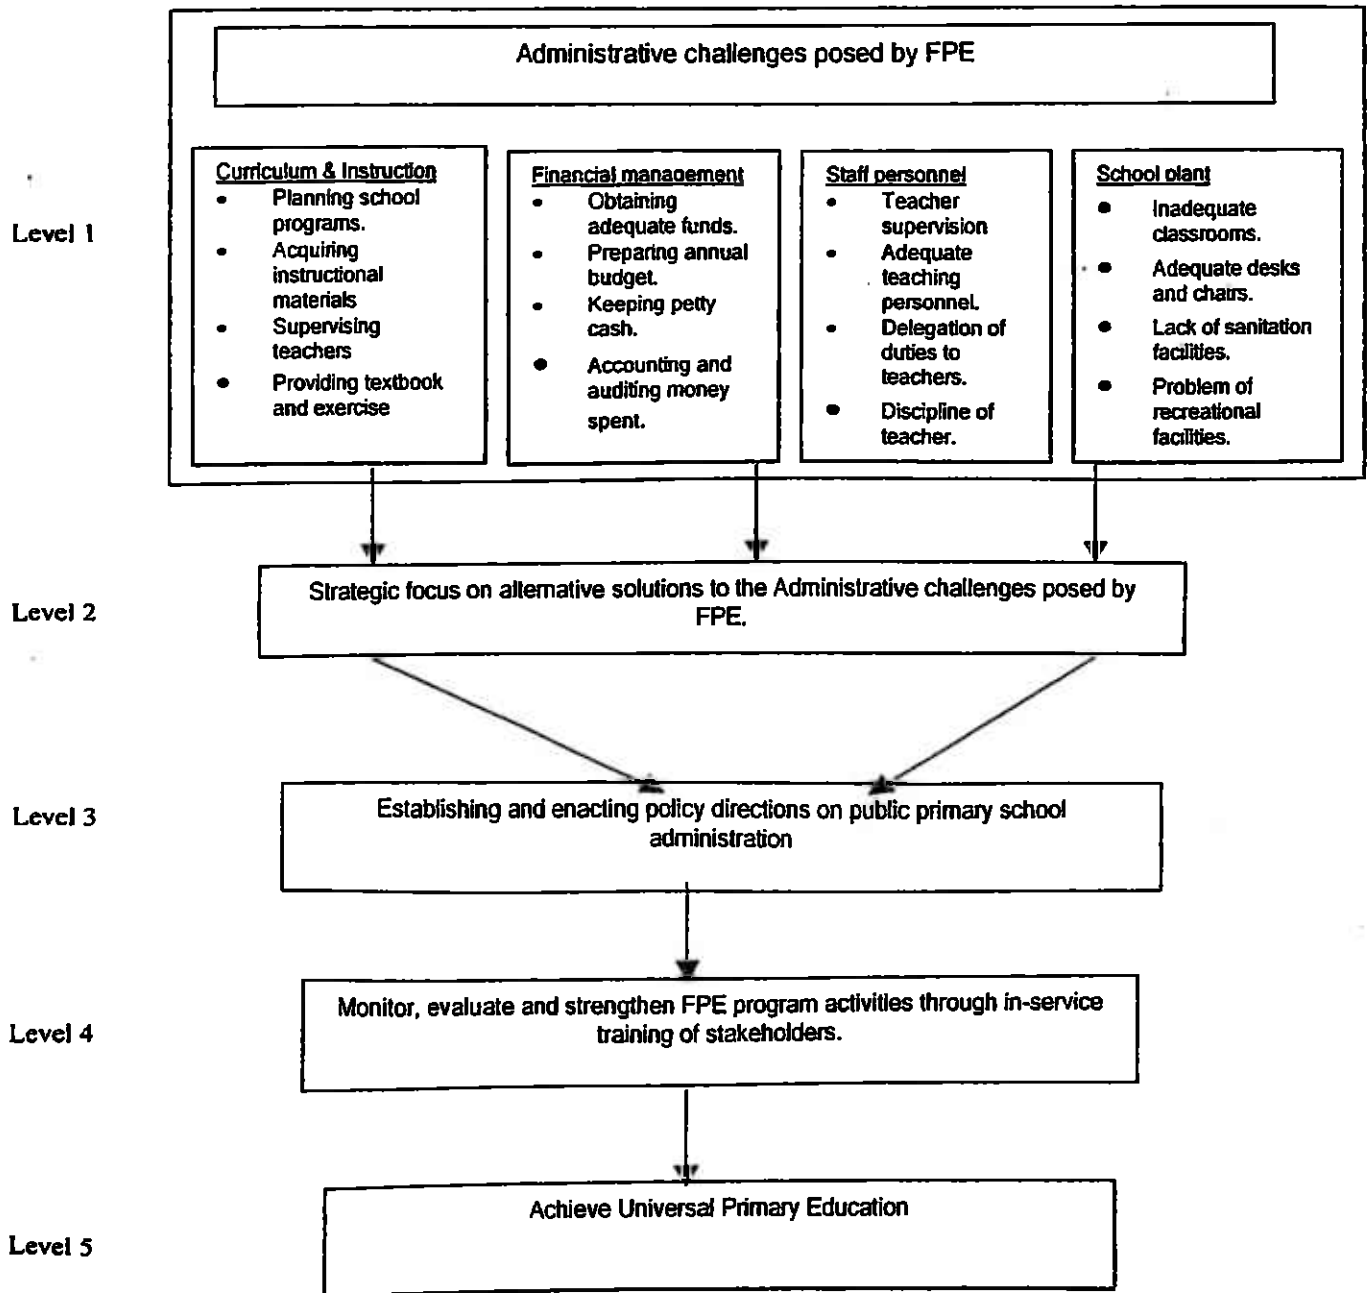 Administrative challenges posed by FPE
Level 1
Curriculum & Instruction
• Planning school
programs.
• Acquiring
instructional
materials
• Supervising
teachers
• Providing textbook
and exercise
Financial management
• Obtaining
adequate funds.
• Preparing annual
budget.
• Keeping petty
cash.
• Accounting and
auditing money
spent.
Staff personnel
• Teacher
supervision
• Adequate
teaching
personnel.
• Delegation of
duties to
teachers.
• Discipline of
teacher.
School plant
• Inadequate
classrooms.
• Adequate desks
and chairs.
• Lack of sanitation
facilities.
• Problem of
recreational
facilities.
Level 2
Strategic focus on alternative solutions to the Administrative challenges posed by
FPE.
Level 3
Establishing and enacting policy directions on public primary school
administration
Level 4
Monitor, evaluate and strengthen FPE program activities through in-service
training of stakeholders.
Level 5
Achieve Universal Primary Education